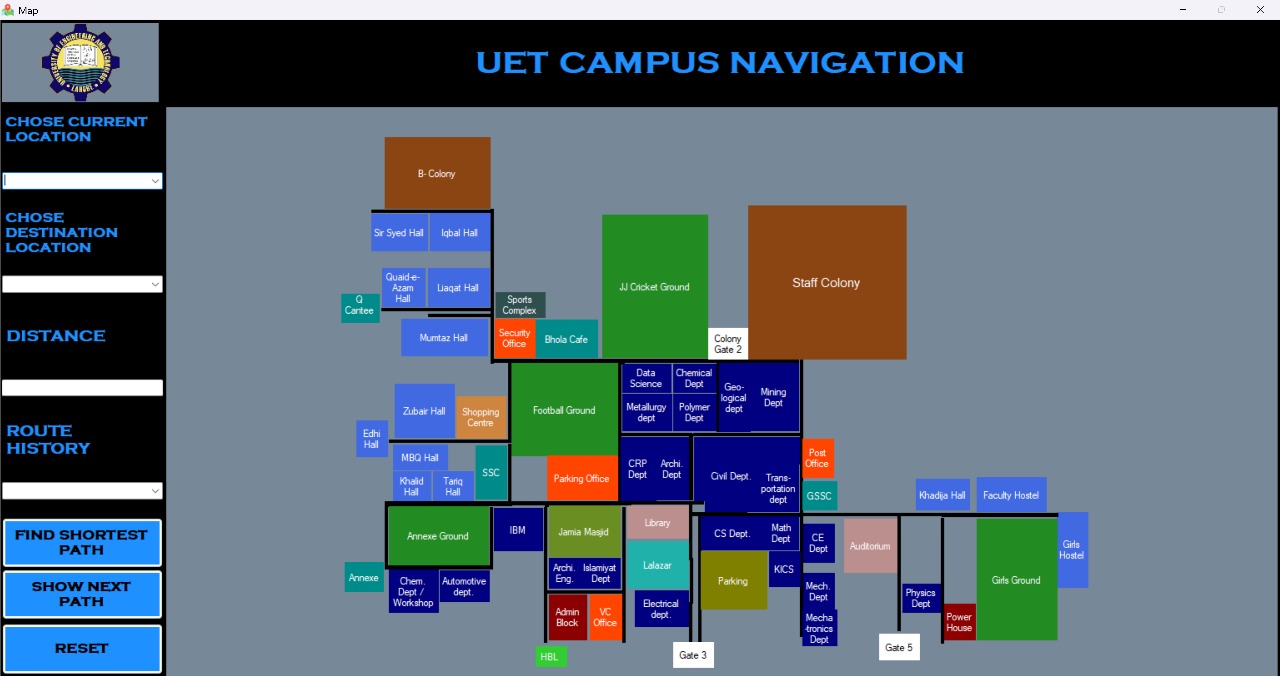 Map
UET CAMPUS NAVIGATION
UNIVERSITY OF ENGINEERING AND TECHNOLOGY
LAHORE
CHOSE CURRENT
LOCATION
CHOSE
DESTINATION
LOCATION
DISTANCE
ROUTE
HISTORY
FIND SHORTEST
PATH
SHOW NEXT
PATH
RESET
B- Colony
Sir Syed Hall
Iqbal Hall
Quaid-e-
Azam
Hall
Liaqat Hall
Q
Cantee
Mumtaz Hall
Sports
Complex
Security
Office
Bhola Cafe
JJ Cricket Ground
Colony
Gate 2
Staff Colony
Zubair Hall
Shopping
Centre
Edhi
Hall
MBQ Hall
Khalid
Hall
Tariq
Hall
SSC
Football Ground
Parking Office
Data
Science
Chemical
Dept
Metallurgy
dept
Polymer
Dept
Geo-
logical
dept
Mining
Dept
CRP
Dept
Archi.
Dept
Civil Dept.
Trans-
portation
dept
Post
Office
GSSC
Khadija Hall
Faculty Hostel
Annexe Ground
IBM
Annexe
Chem.
Dept /
Workshop
Automotive
dept.
Jamia Masjid
Archi.
Eng.
Islamiyat
Dept
Admin
Block
VC
Office
HBL
Library
Lalazar
Electrical
dept.
Gate 3
CS Dept.
Math
Dept
Parking
KICS
CE
Dept
Mech.
Dept
Mecha
-tronics
Dept
Auditorium
Physics
Dept
Gate 5
Power
House
Girls Ground
Girls
Hostel